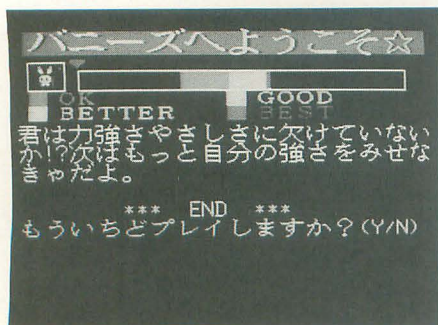 バニーズへようこそ☆
OK GOOD
BETTER BEST
君は力強さやさしさに欠けていない
か!?次はもっと自分の強さをみせな
きゃだよ。
*** END ***
もういちどプレイしますか?(Y/N)